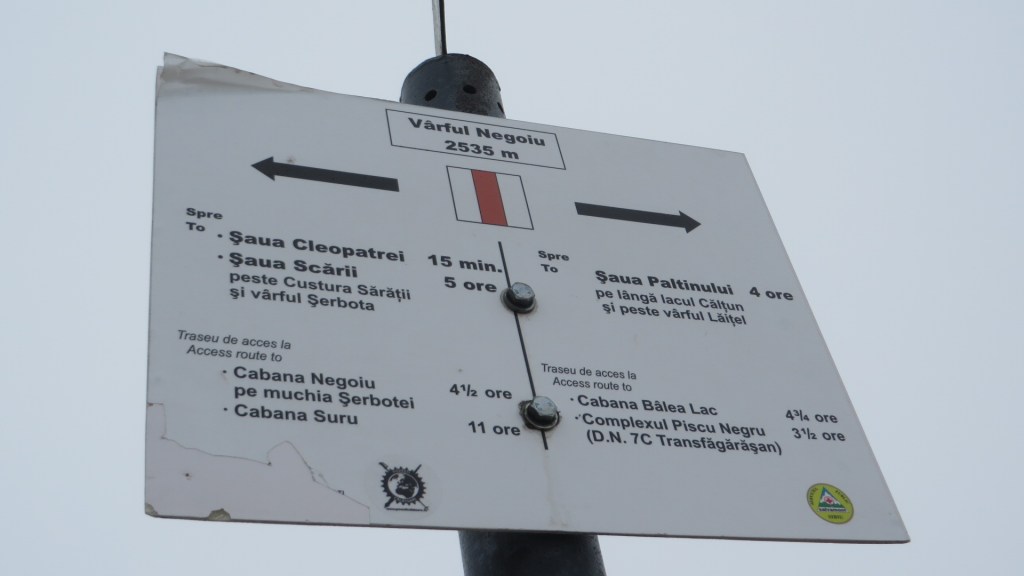 Vârful Negoiu
2535 m
Spre
To
· Şaua Cleopatrei 15 min.
· Şaua Scării 5 ore
peste Custura Sărăţii
şi vârful Şerbota
Traseu de acces la
Access route to
· Cabana Negoiu
pe muchia Şerbotei 4½ ore
· Cabana Suru 11 ore
Spre
To
Şaua Paltinului 4 ore
pe lângă lacul Călţun
şi peste vârful Lăiţel
Traseu de acces la
Access route to
· Cabana Bâlea Lac 4¾ ore
· Complexul Piscu Negru 3½ ore
(D.N. 7C Transfăgărăşan)